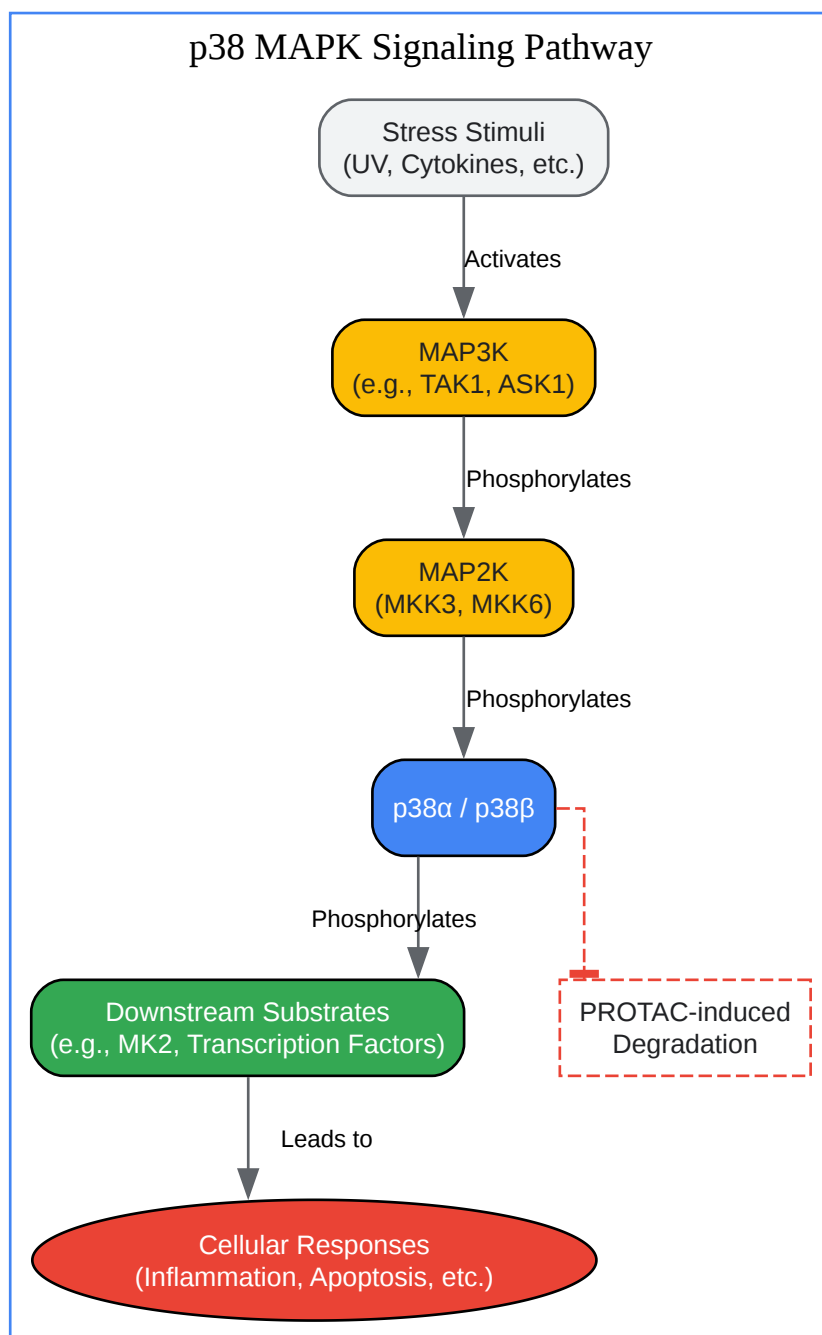 p38 MAPK Signaling Pathway
Stress Stimuli
(UV, Cytokines, etc.)
Activates
MAP3K
(e.g., TAK1, ASK1)
Phosphorylates
MAP2K
(MKK3, MKK6)
Phosphorylates
p38α / p38β
Phosphorylates
Downstream Substrates
(e.g., MK2, Transcription Factors)
PROTAC-induced
Degradation
Leads to
Cellular Responses
(Inflammation, Apoptosis, etc.)